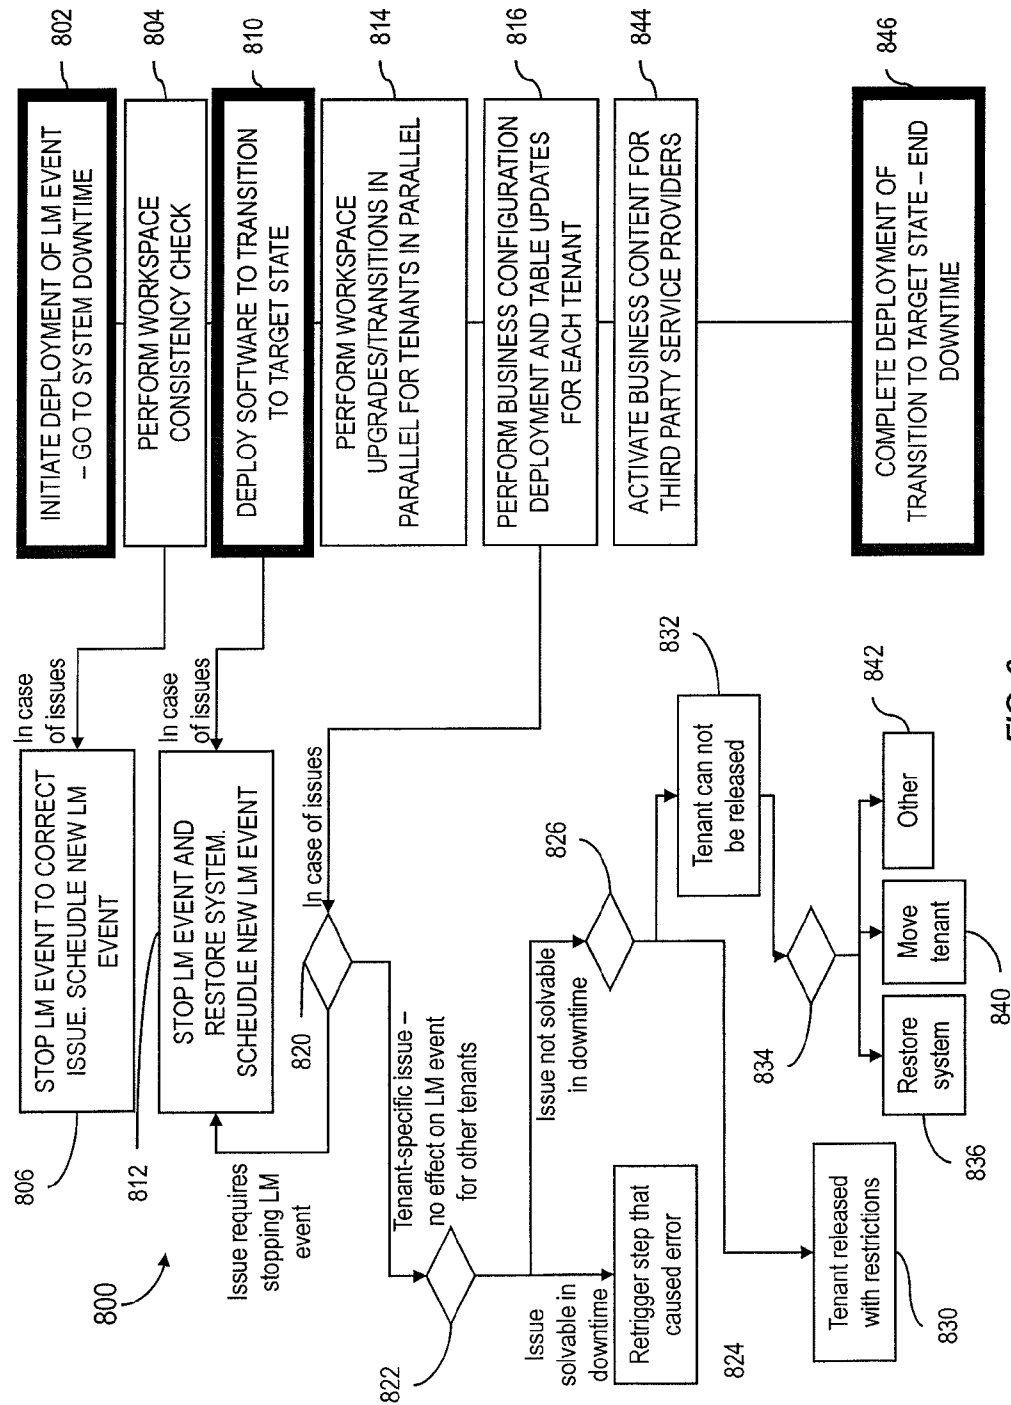 802
INITIATE DEPLOYMENT OF LM EVENT
– GO TO SYSTEM DOWNTIME
804
PERFORM WORKSPACE
CONSISTENCY CHECK
810
DEPLOY SOFTWARE TO TRANSITION
TO TARGET STATE
814
PERFORM WORKSPACE
UPGRADES/TRANSITIONS IN
PARALLEL FOR TENANTS IN PARALLEL
816
PERFORM BUSINESS CONFIGURATION
DEPLOYMENT AND TABLE UPDATES
FOR EACH TENANT
844
ACTIVATE BUSINESS CONTENT FOR
THIRD PARTY SERVICE PROVIDERS
846
COMPLETE DEPLOYMENT OF
TRANSITION TO TARGET STATE – END
DOWNTIME
In case
of issues
In case
of issues
In case of issues
STOP LM EVENT TO CORRECT
ISSUE. SCHEUDLE NEW LM
EVENT
806
STOP LM EVENT AND
RESTORE SYSTEM.
SCHEUDLE NEW LM EVENT
812
800
820
Issue requires
stopping LM
event
Tenant-specific issue –
no effect on LM event
for other tenants
822
Issue
solvable in
downtime
Issue not solvable
in downtime
826
Retrigger step that
caused error
824
Tenant can not
be released
832
Tenant released
with restrictions
830
834
Restore
system
836
Move
tenant
840
Other
842